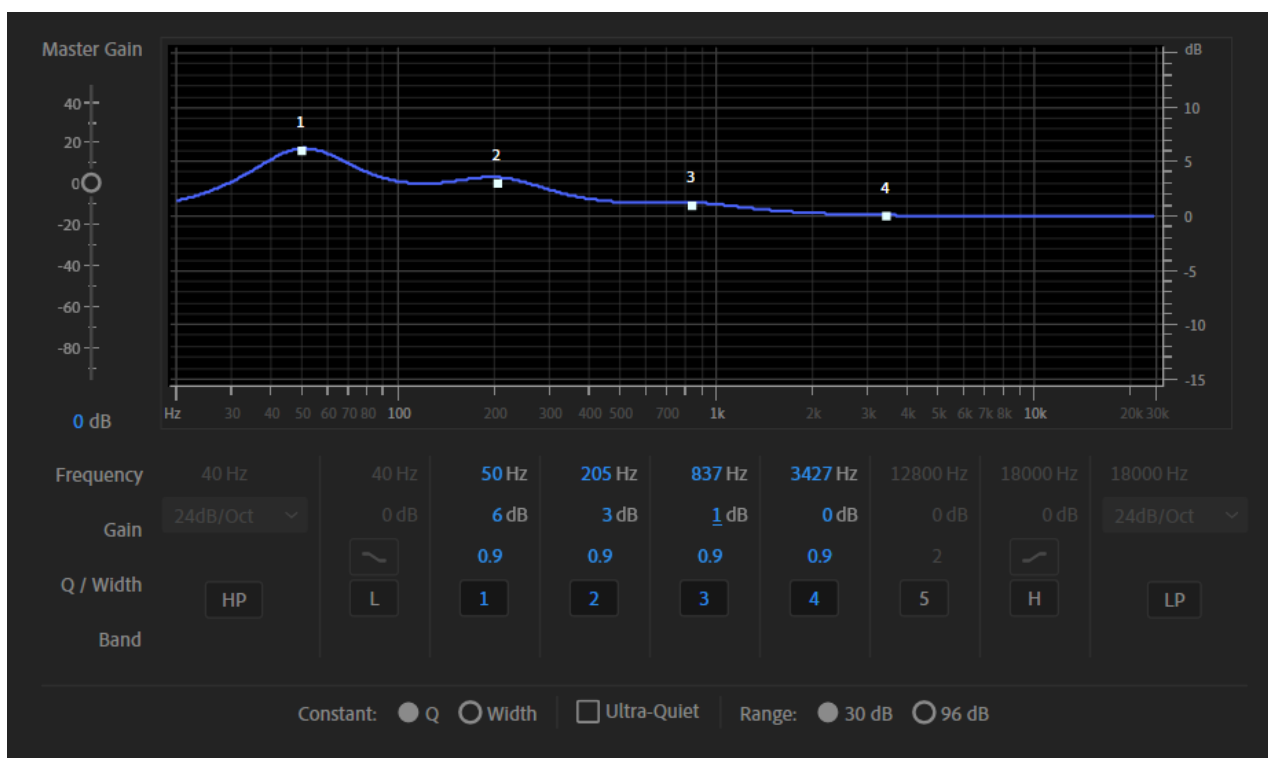 Master Gain
dB
40
20
0
-20
-40
-60
-80
0 dB
1
2
3
4
10
5
0
-5
-10
-15
Hz 30 40 50 60 70 80 100 200 300 400 500 700 1k 2k 3k 4k 5k 6k 7k 8k 10k 20k 30k
Frequency 40 Hz 40 Hz 50 Hz 205 Hz 837 Hz 3427 Hz 12800 Hz 18000 Hz 18000 Hz
Gain 24dB/Oct 0 dB 6 dB 3 dB 1 dB 0 dB 0 dB 0 dB 24dB/Oct
Q / Width 0.9 0.9 0.9 0.9 2
Band HP L 1 2 3 4 5 H LP
Constant: Q Width Ultra-Quiet Range: 30 dB 96 dB